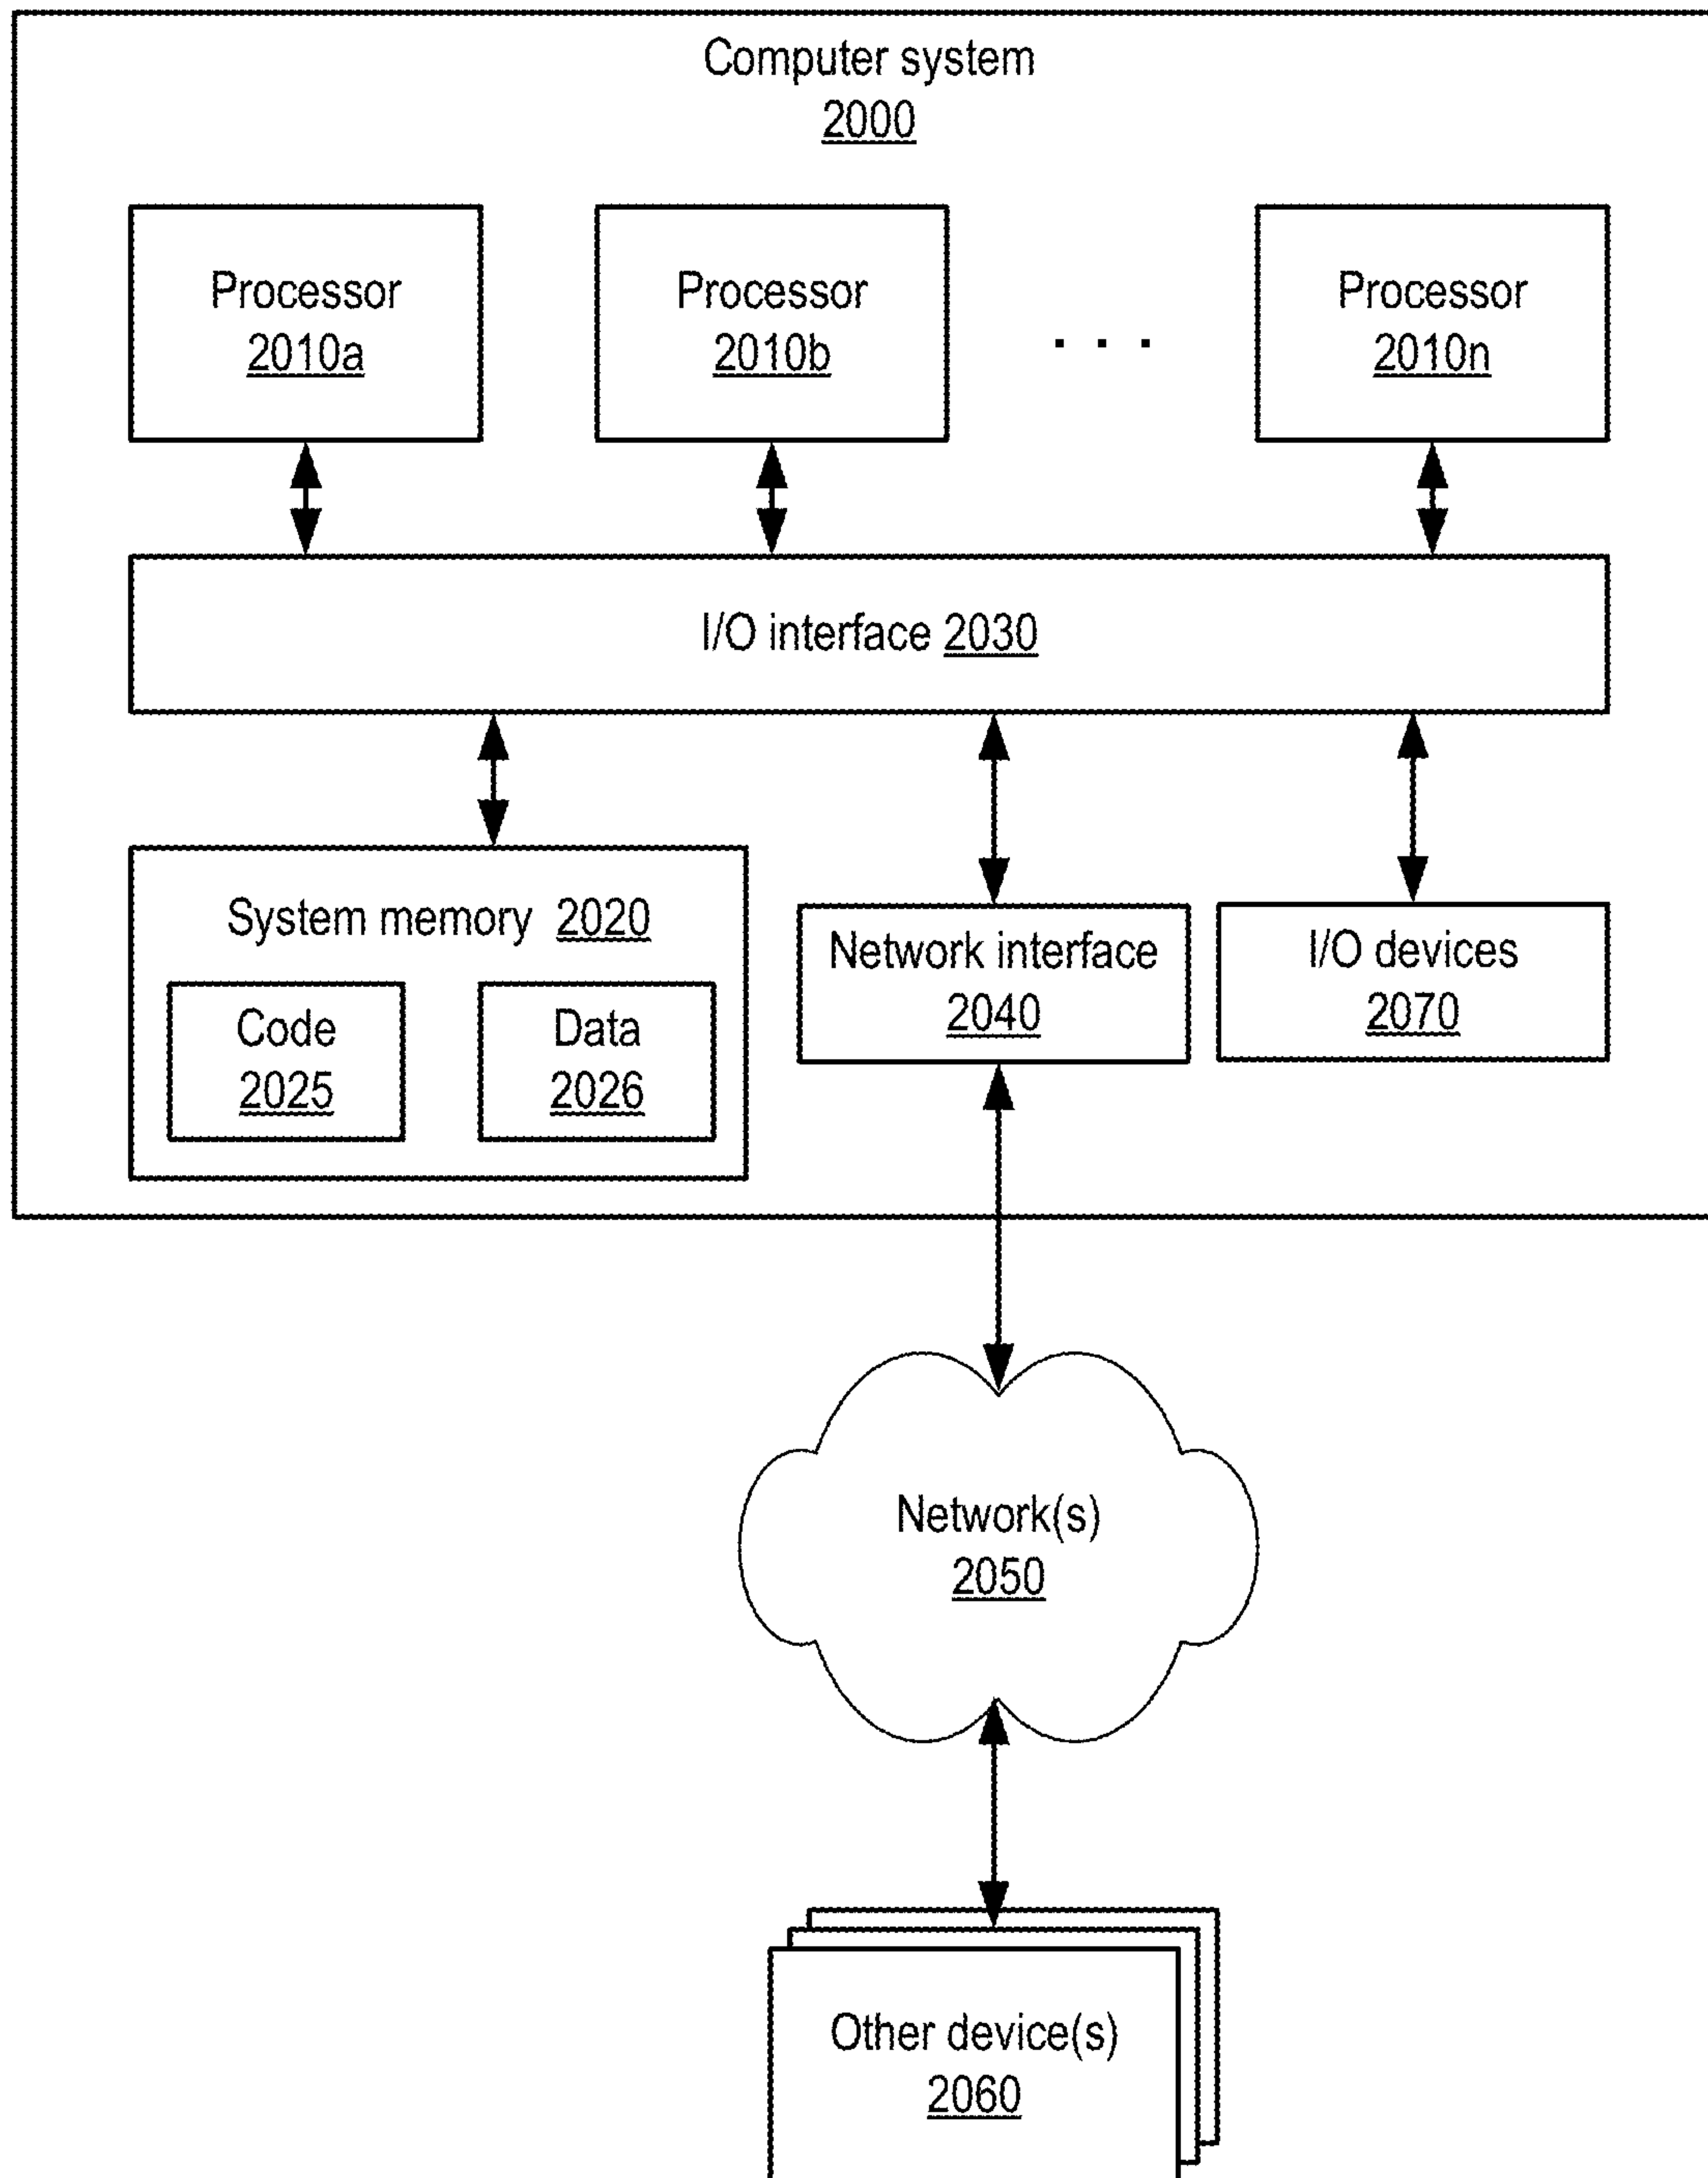 Computer system
2000
Processor
2010a
Processor
2010b
. . .
Processor
2010n
I/O interface 2030
System memory 2020
Code
2025
Data
2026
Network interface
2040
I/O devices
2070
Network(s)
2050
Other device(s)
2060